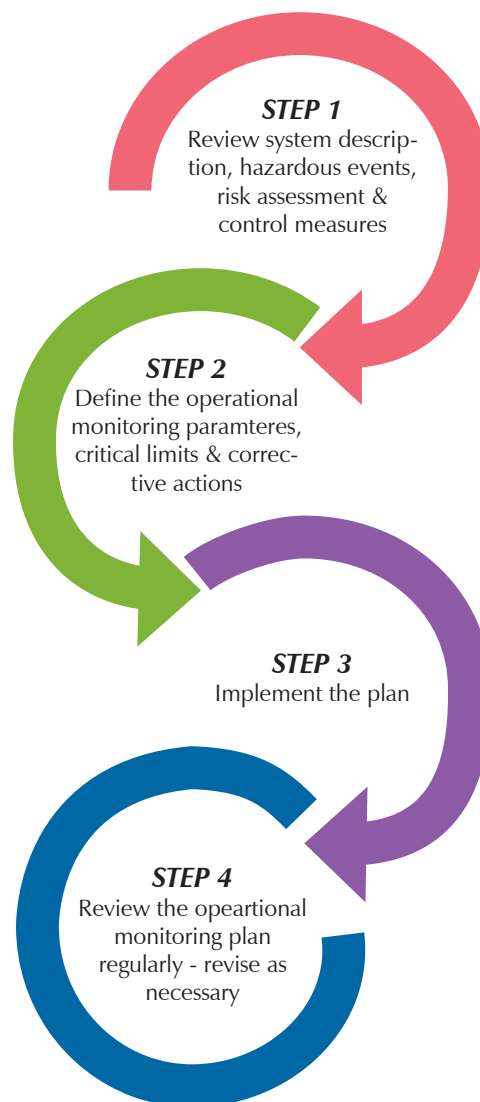 STEP 1
Review system descrip-
tion, hazardous events,
risk assessment &
control measures
STEP 2
Define the operational
monitoring paramteres,
critical limits & correc-
tive actions
STEP 3
Implement the plan
STEP 4
Review the opeartional
monitoring plan
regularly - revise as
necessary